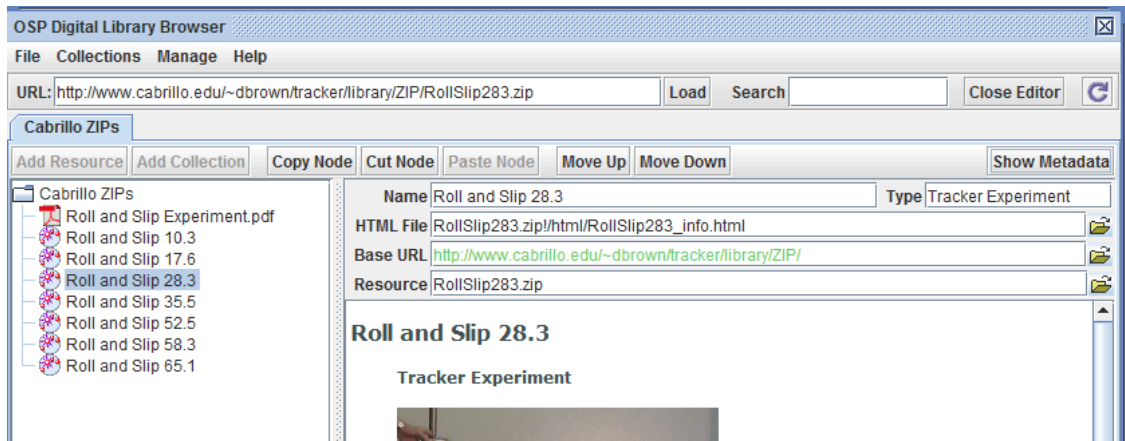 OSP Digital Library Browser
File Collections Manage Help
URL: http://www.cabrillo.edu/~dbrown/tracker/library/ZIP/RollSlip283.zip Load Search Close Editor
Cabrillo ZIPs
Add Resource Add Collection Copy Node Cut Node Paste Node Move Up Move Down Show Metadata
Cabrillo ZIPs
Roll and Slip Experiment.pdf
Roll and Slip 10.3
Roll and Slip 17.6
Roll and Slip 28.3
Roll and Slip 35.5
Roll and Slip 52.5
Roll and Slip 58.3
Roll and Slip 65.1
Name Roll and Slip 28.3 Type Tracker Experiment
HTML File RollSlip283.zip!/html/RollSlip283_info.html
Base URL http://www.cabrillo.edu/~dbrown/tracker/library/ZIP/
Resource RollSlip283.zip
Roll and Slip 28.3
Tracker Experiment